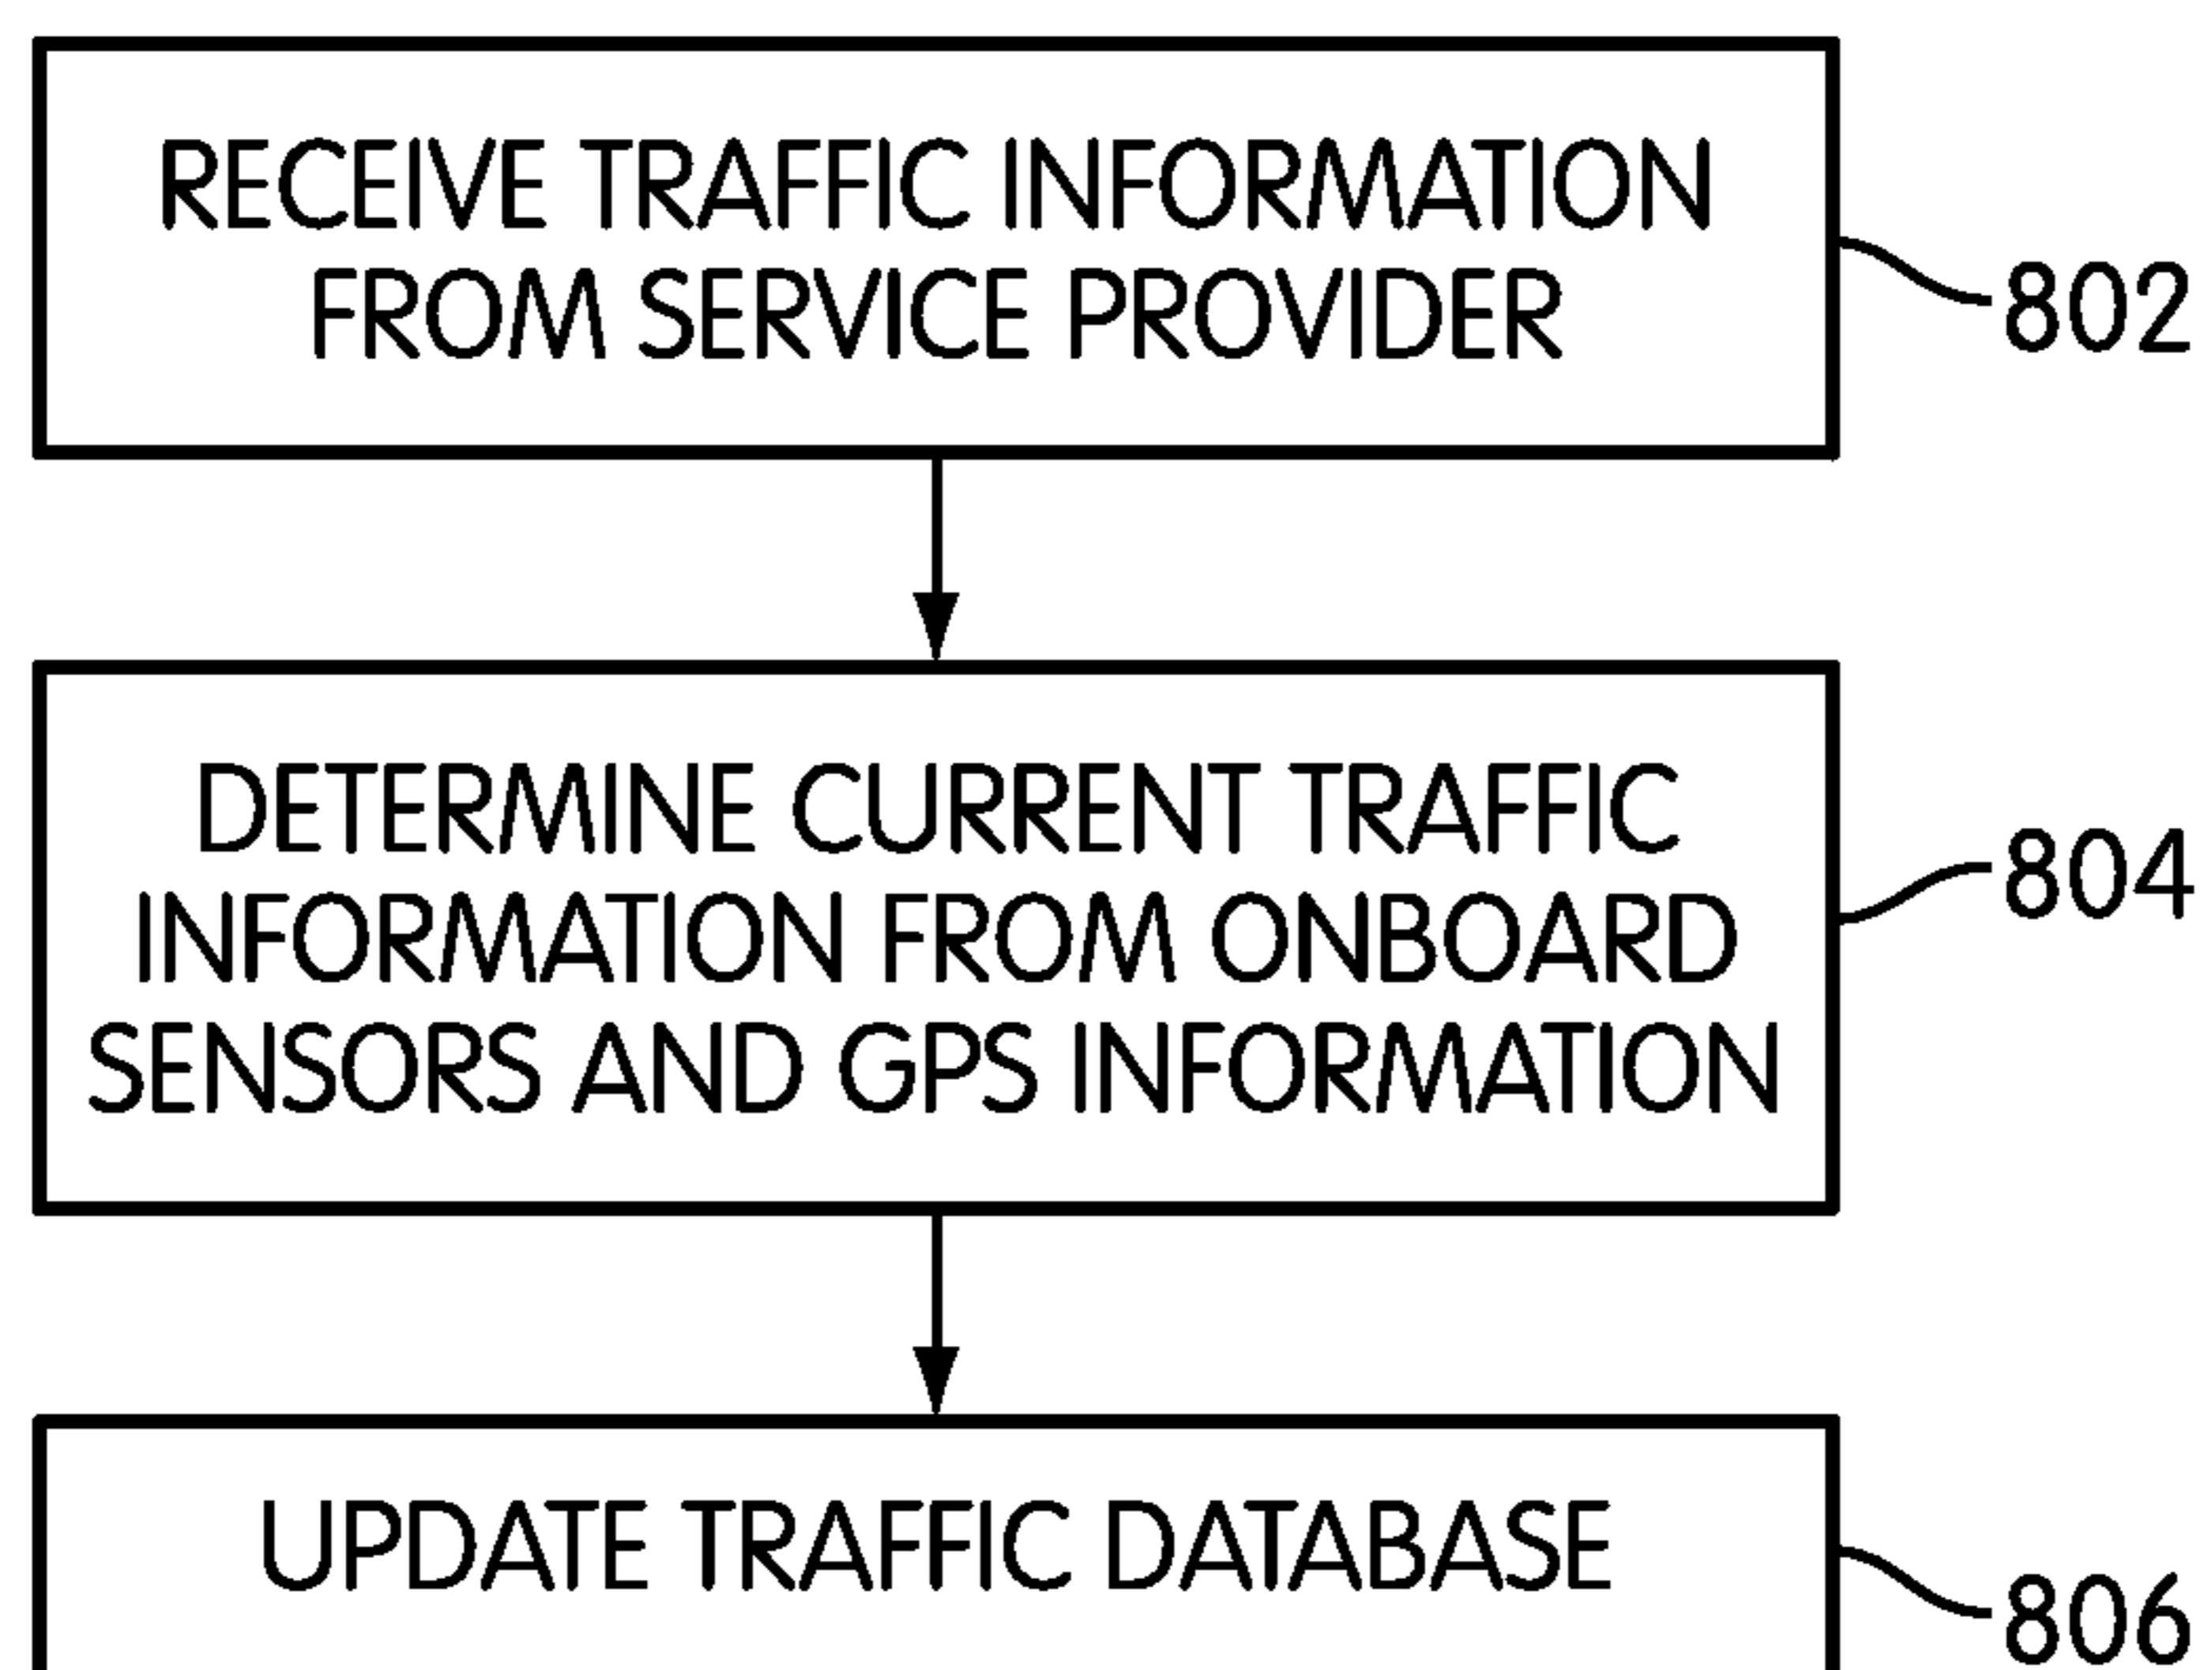 RECEIVE TRAFFIC INFORMATION
FROM SERVICE PROVIDER
802
DETERMINE CURRENT TRAFFIC
INFORMATION FROM ONBOARD
SENSORS AND GPS INFORMATION
804
UPDATE TRAFFIC DATABASE
806